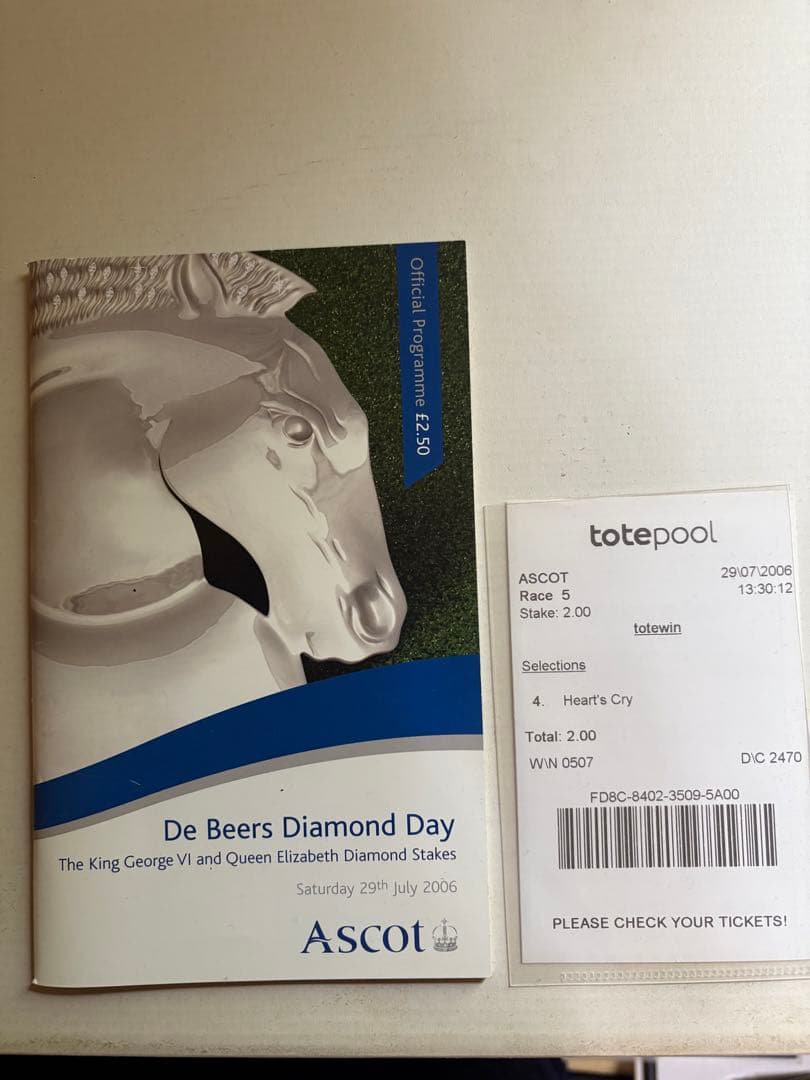 Official Programme £2.50
De Beers Diamond Day
The King George VI and Queen Elizabeth Diamond Stakes
Saturday 29th July 2006
Ascot
totepool
ASCOT 29\07\2006
Race 5 13:30:12
Stake: 2.00
totewin
Selections
4. Heart's Cry
Total: 2.00
W\N 0507 D\C 2470
FD8C-8402-3509-5A00
PLEASE CHECK YOUR TICKETS!